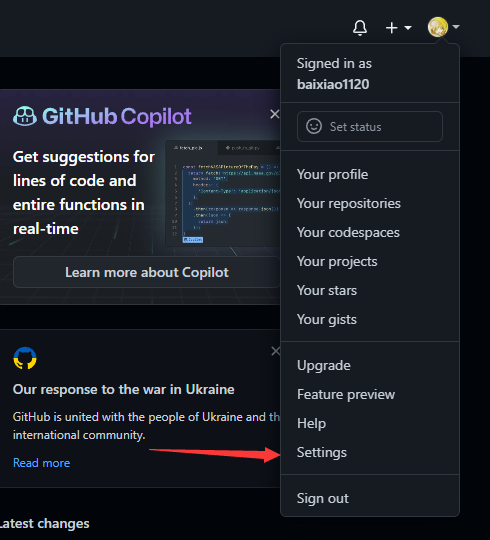 Signed in as
baixiao1120
Set status
Your profile
Your repositories
Your codespaces
Your projects
Your stars
Your gists
Upgrade
Feature preview
Help
Settings
Sign out
GitHub Copilot
Get suggestions for
lines of code and
entire functions in
real-time
Learn more about Copilot
Our response to the war in Ukraine
GitHub is united with the people of Ukraine and th
international community.
Read more
Latest changes